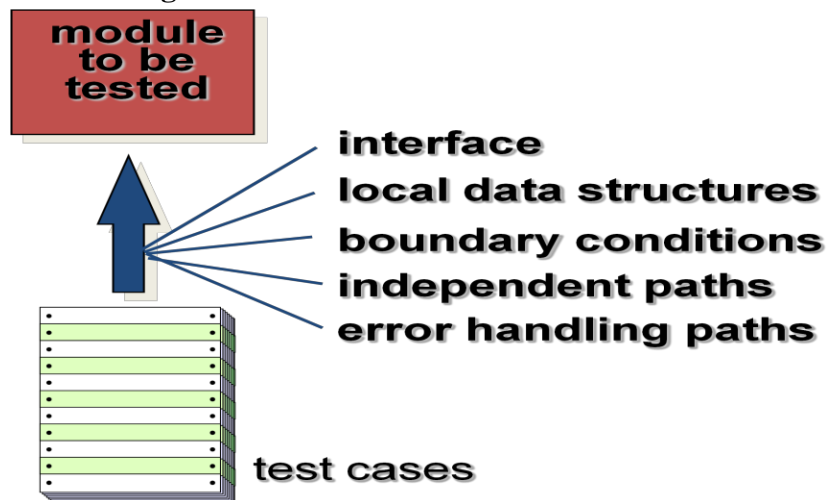 module
to be
tested
interface
local data structures
boundary conditions
independent paths
error handling paths
test cases